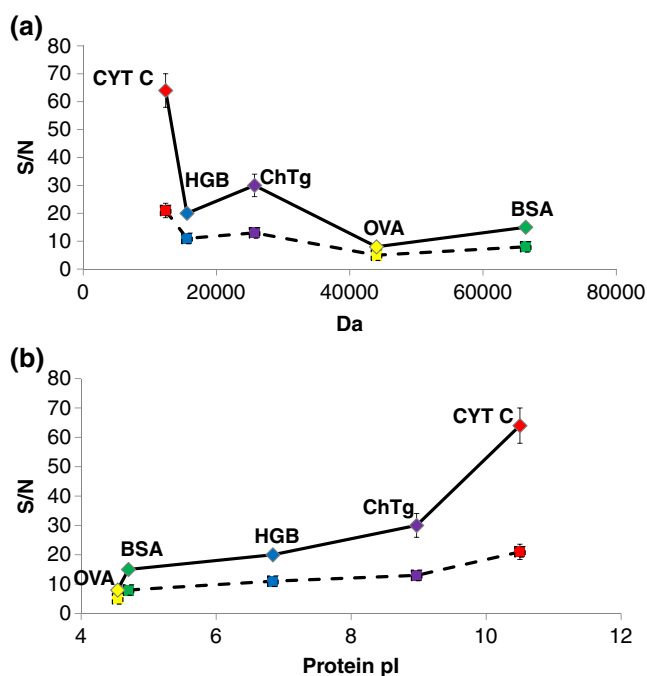 (a)
80
70
60
50
40
30
20
10
0
S/N
CYT C
HGB
ChTg
OVA
BSA
0 20000 40000 60000 80000
Da
(b)
80
70
60
50
40
30
20
10
0
S/N
CYT C
ChTg
HGB
BSA
OVA
4 6 8 10 12
Protein pI